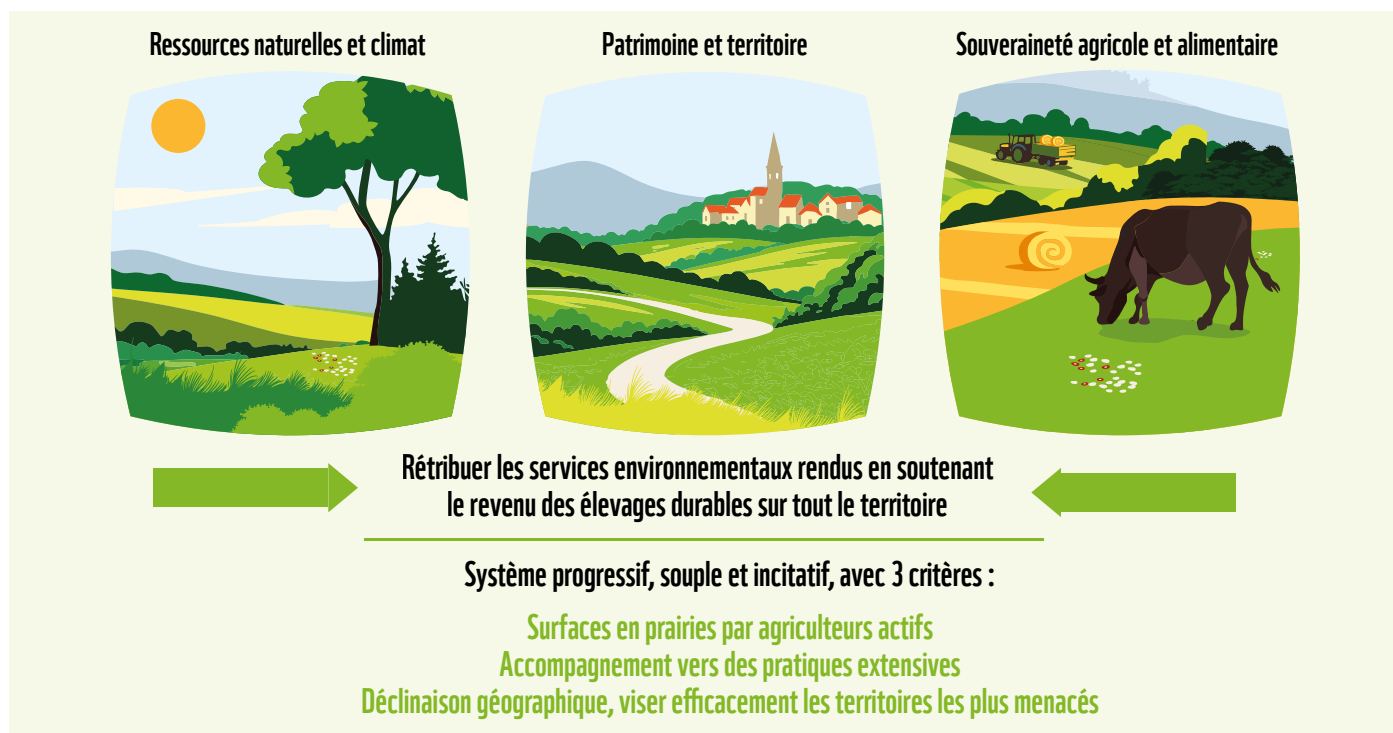 Ressources naturelles et climat
Patrimoine et territoire
Souveraineté agricole et alimentaire
Rétribuer les services environnementaux rendus en soutenant
le revenu des élevages durables sur tout le territoire
Système progressif, souple et incitatif, avec 3 critères :
Surfaces en prairies par agriculteurs actifs
Accompagnement vers des pratiques extensives
Déclinaison géographique, viser efficacement les territoires les plus menacés